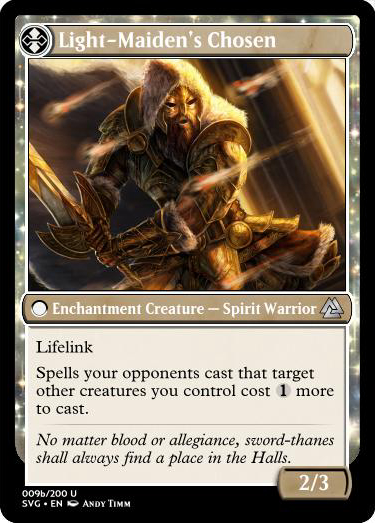 Light-Maiden's Chosen
Enchantment Creature — Spirit Warrior
Lifelink
Spells your opponents cast that target
other creatures you control cost 1 more
to cast.
No matter blood or allegiance, sword-thanes
shall always find a place in the Halls.
2/3
009b/200 U
SVG • EN Andy Timm